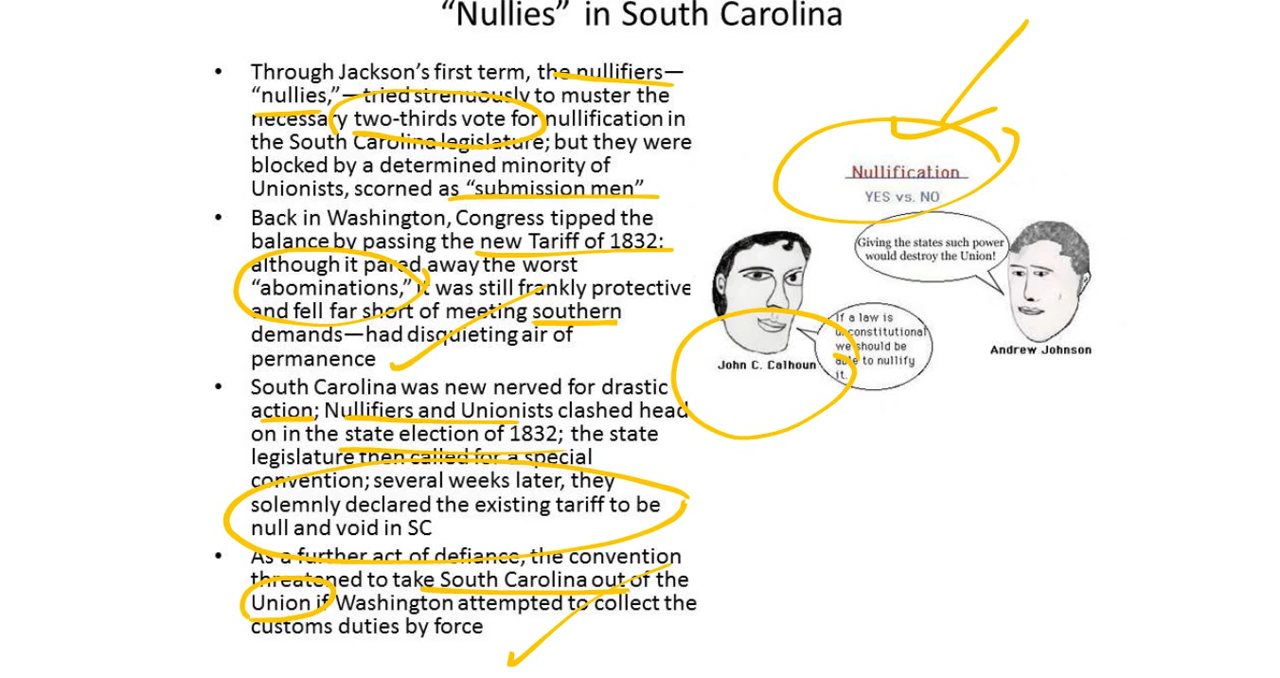 “Nullies” in South Carolina
• Through Jackson’s first term, the nullifiers—
“nullies,”—tried strenuously to muster the
necessary two-thirds vote for nullification in
the South Carolina legislature; but they were
blocked by a determined minority of
Unionists, scorned as “submission men”
• Back in Washington, Congress tipped the
balance by passing the new Tariff of 1832;
although it pared away the worst
“abominations,” it was still frankly protective
and fell far short of meeting southern
demands—had disquieting air of
permanence
• South Carolina was new nerved for drastic
action; Nullifiers and Unionists clashed head
on in the state election of 1832; the state
legislature then called for a special
convention; several weeks later, they
solemnly declared the existing tariff to be
null and void in SC
• As a further act of defiance, the convention
threatened to take South Carolina out of the
Union if Washington attempted to collect the
customs duties by force
Nullification
YES vs. NO
Giving the states such power
would destroy the Union!
If a law is
unconstitutional
we should be
able to nullify
it.
John C. Calhoun
Andrew Johnson